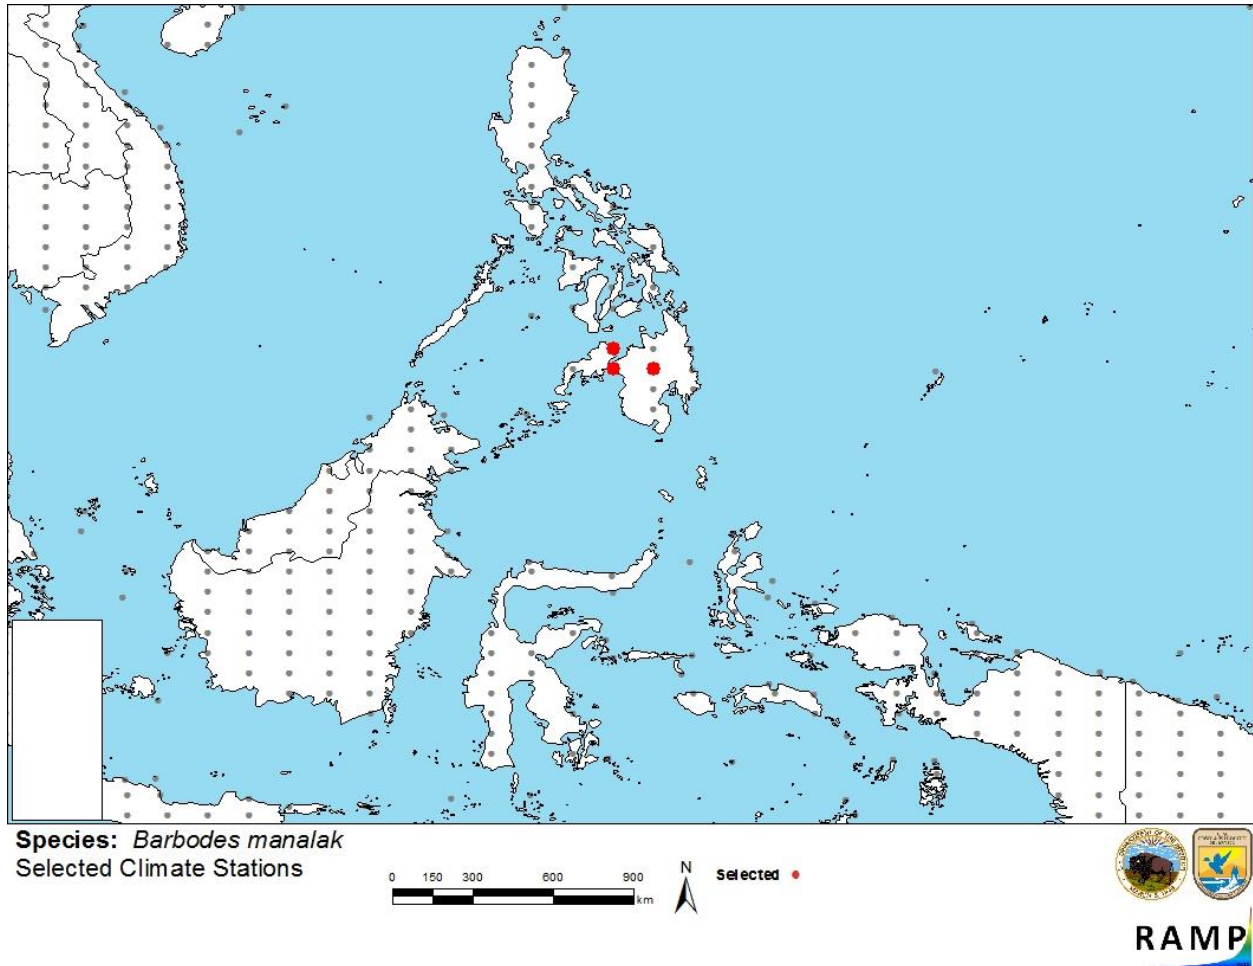 Species: Barbodes manalak
Selected Climate Stations
0 150 300 600 900
km
N
Selected
RAMP